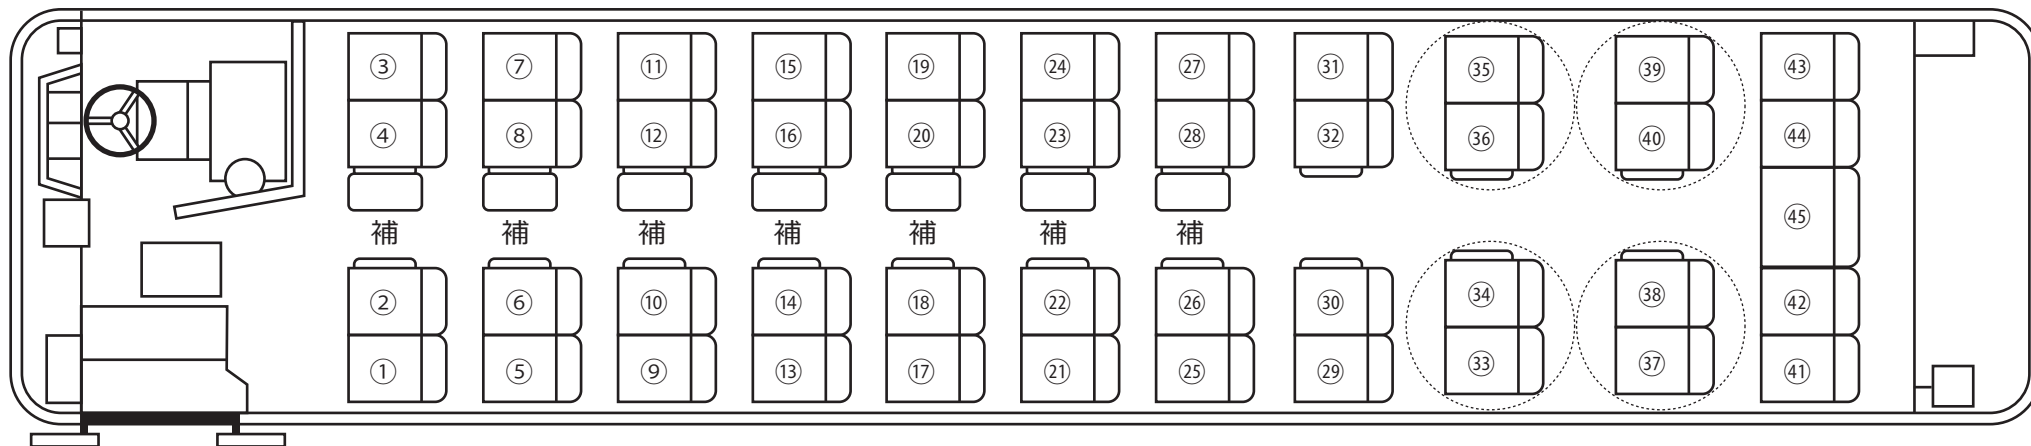 ③ ⑦ ⑪ ⑮ ⑲ ㉔ ㉗ ㉛ ㉟ ㊴ ㊸
④ ⑧ ⑫ ⑯ ⑳ ㉓ ㉘ ㉜ ㊱ ㊵ ㊹
補 補 補 補 補 補 補 ㊺
② ⑥ ⑩ ⑭ ⑱ ㉒ ㉖ ㉚ ㉞ ㊳ ㊷
① ⑤ ⑨ ⑬ ⑰ ㉑ ㉕ ㉙ ㉝ ㊲ ㊶